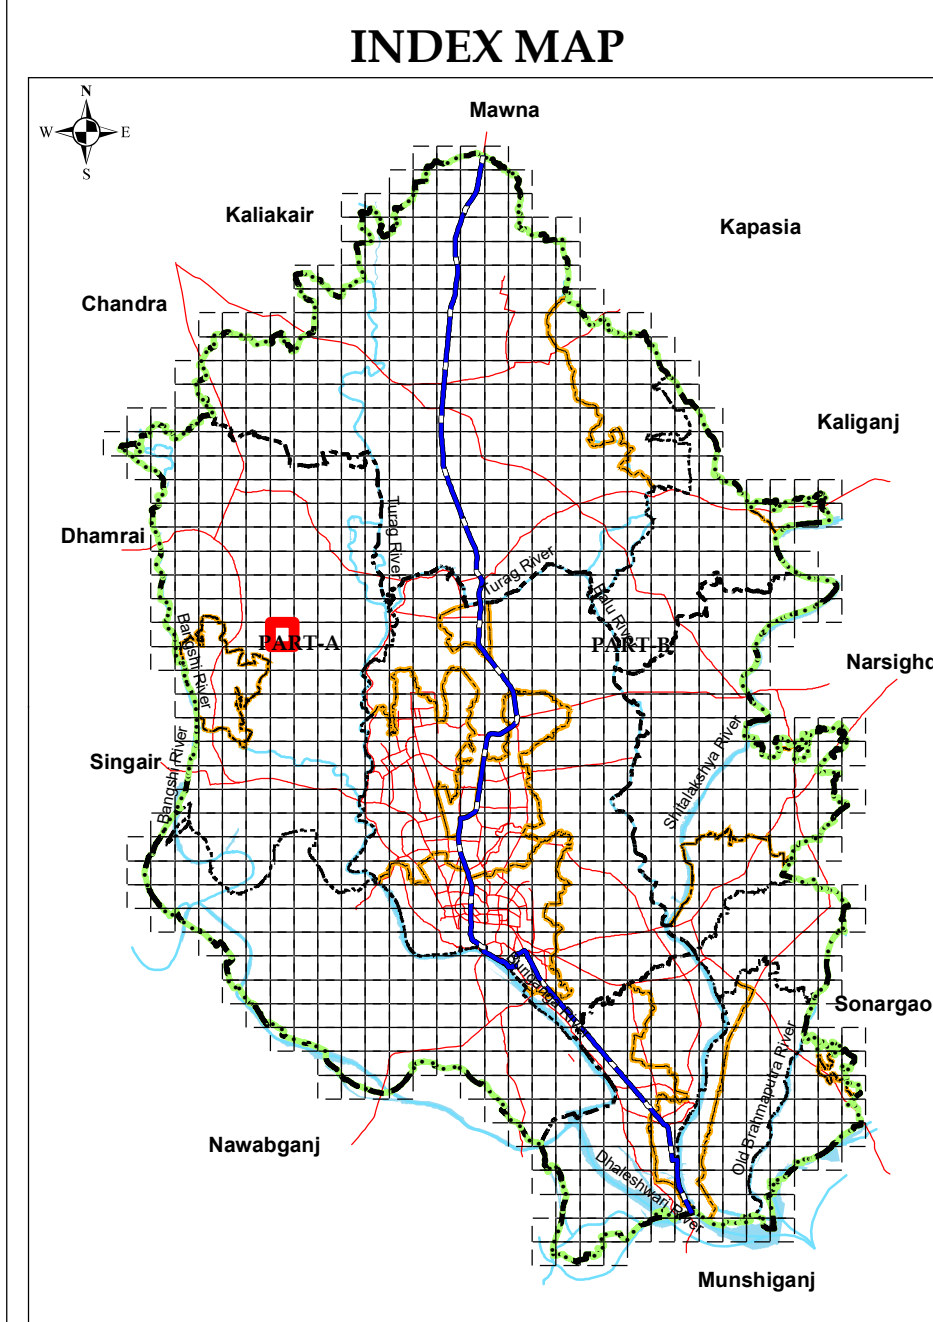 INDEX MAP
N
W E
S
Mawna
Kaliakair
Kapasia
Chandra
Kaliganj
Dhamrai
Turag River
Turag River
Balu River
Bangshi River
PART-A
PART-B
Narsighd
Shitalakshya River
Singair
Bangshi River
Buriganga River
Sonargao
Old Brahmaputra River
Nawabganj
Dhaleshwari River
Munshiganj